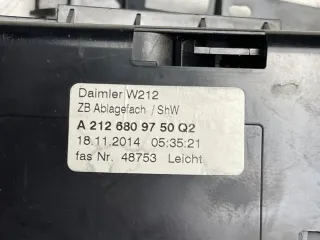 Daimler W212
ZB Ablagefach / ShW
A 212 680 97 50 Q2
18.11.2014 05:35:21
fas Nr. 48753 Leicht